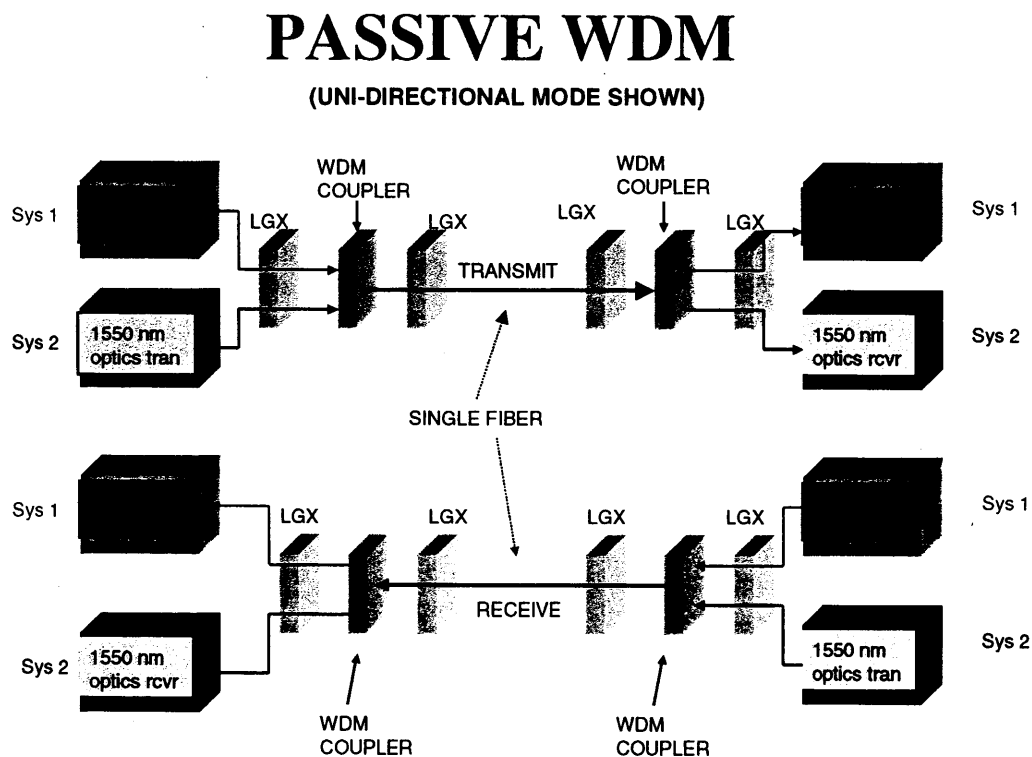 PASSIVE WDM
(UNI-DIRECTIONAL MODE SHOWN)
WDM
COUPLER
WDM
COUPLER
Sys 1
LGX
LGX
LGX
LGX
Sys 1
TRANSMIT
Sys 2
1550 nm
optics tran
1550 nm
optics rcvr
Sys 2
SINGLE FIBER
Sys 1
LGX
LGX
LGX
LGX
Sys 1
RECEIVE
Sys 2
1550 nm
optics rcvr
1550 nm
optics tran
Sys 2
WDM
COUPLER
WDM
COUPLER